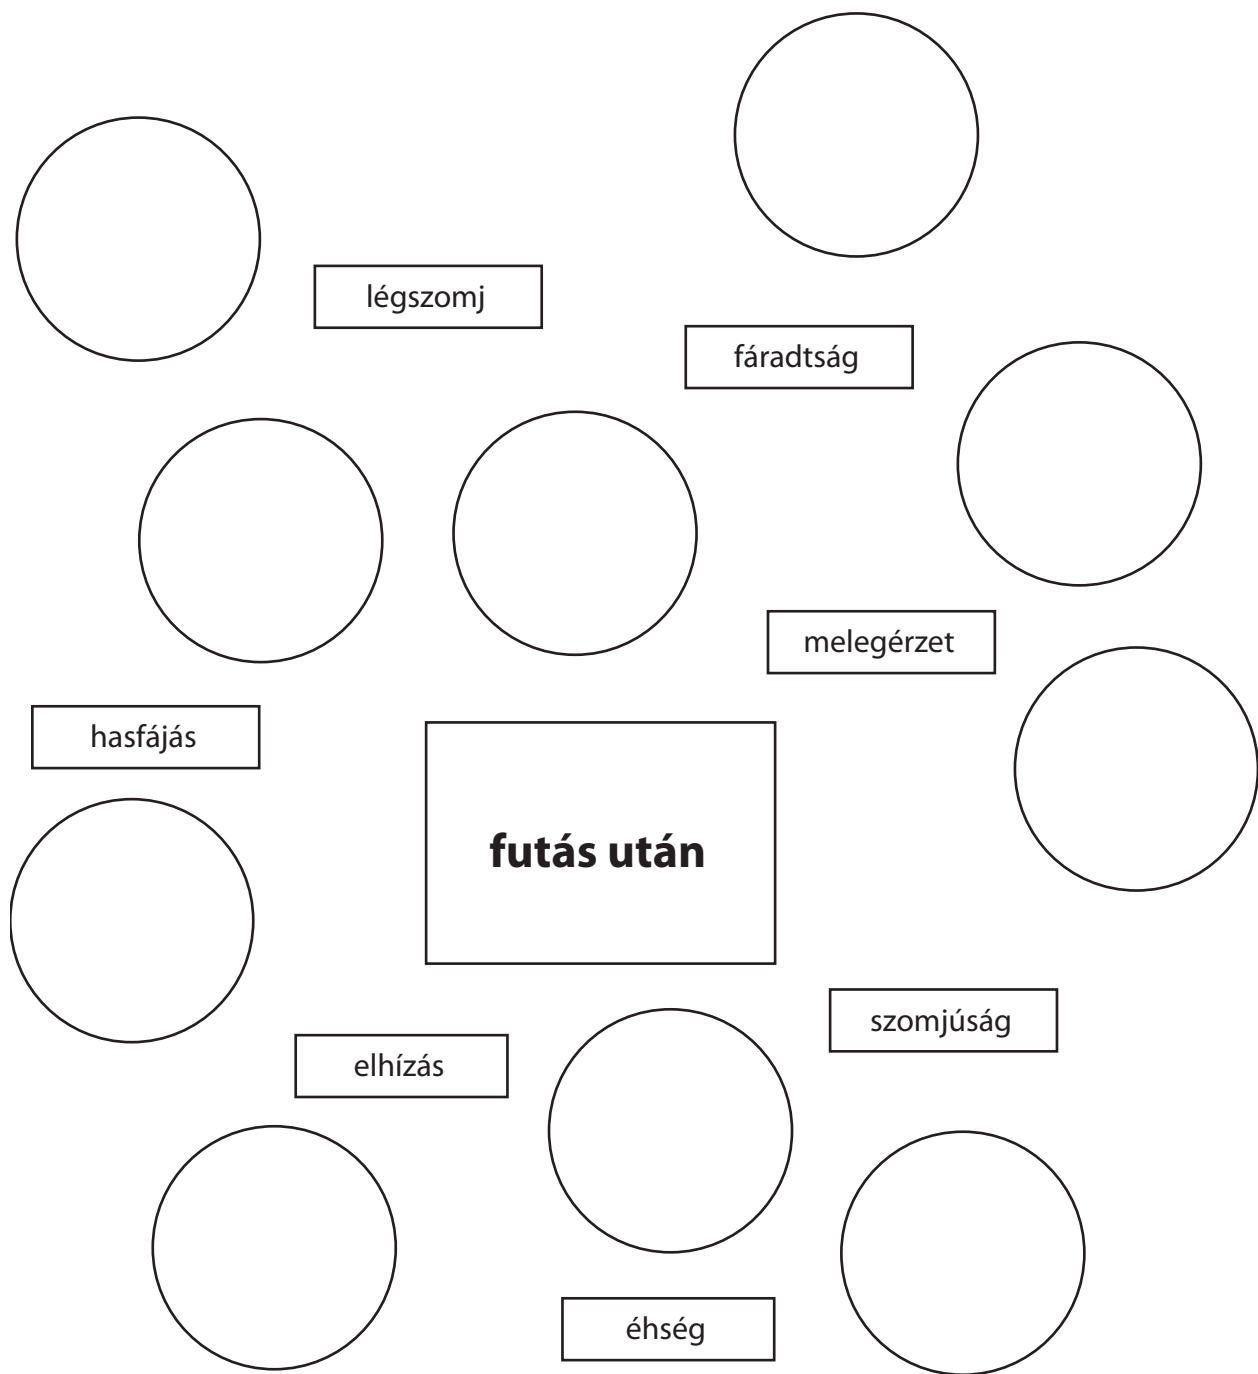 légszomj
fáradtság
melegérzet
hasfájás
futás után
szomjúság
elhízás
éhség